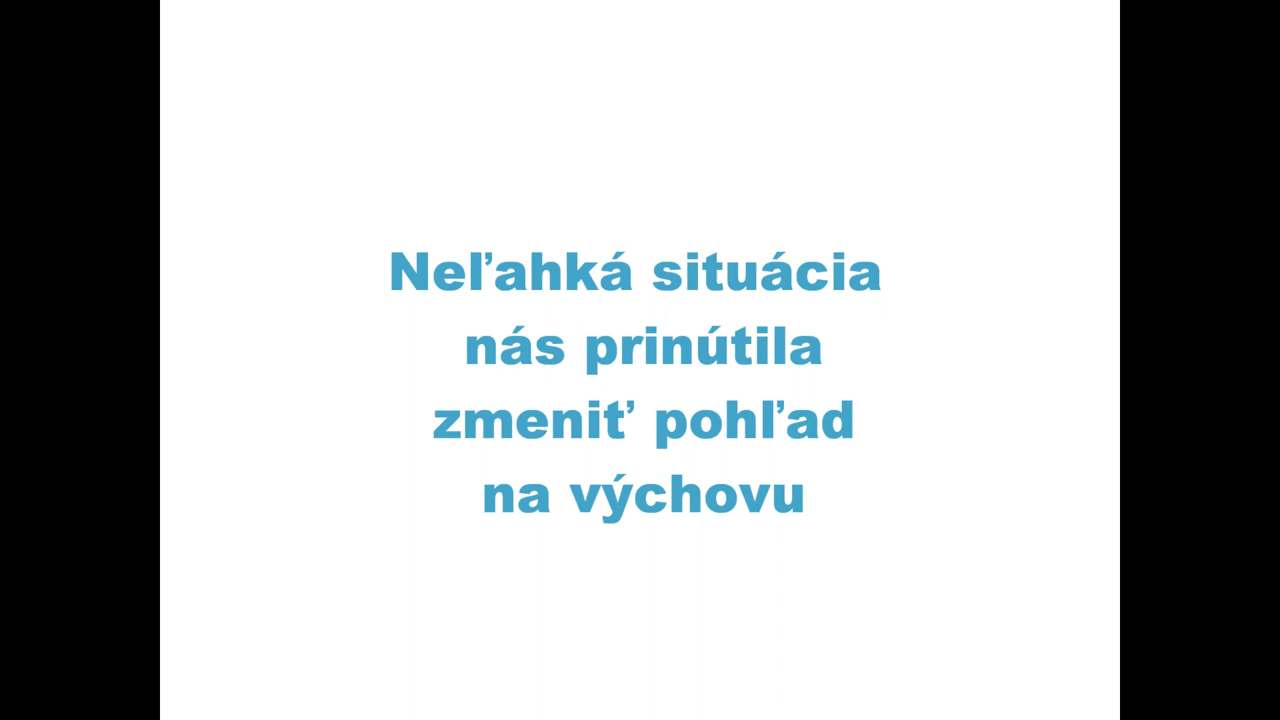 Neľahká situácia
nás prinútila
zmeniť pohľad
na výchovu